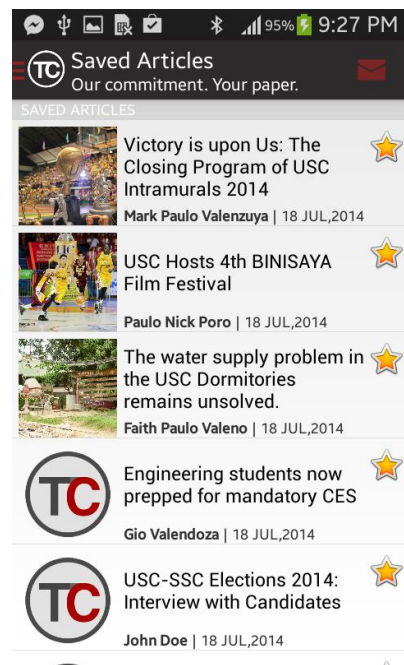 95% 9:27 PM
TC Saved Articles
Our commitment. Your paper.
SAVED ARTICLES
Victory is upon Us: The
Closing Program of USC
Intramurals 2014
Mark Paulo Valenzuya | 18 JUL,2014
USC Hosts 4th BINISAYA
Film Festival
Paulo Nick Poro | 18 JUL,2014
The water supply problem in
the USC Dormitories
remains unsolved.
Faith Paulo Valeno | 18 JUL,2014
TC
Engineering students now
prepped for mandatory CES
Gio Valendoza | 18 JUL,2014
TC
USC-SSC Elections 2014:
Interview with Candidates
John Doe | 18 JUL,2014